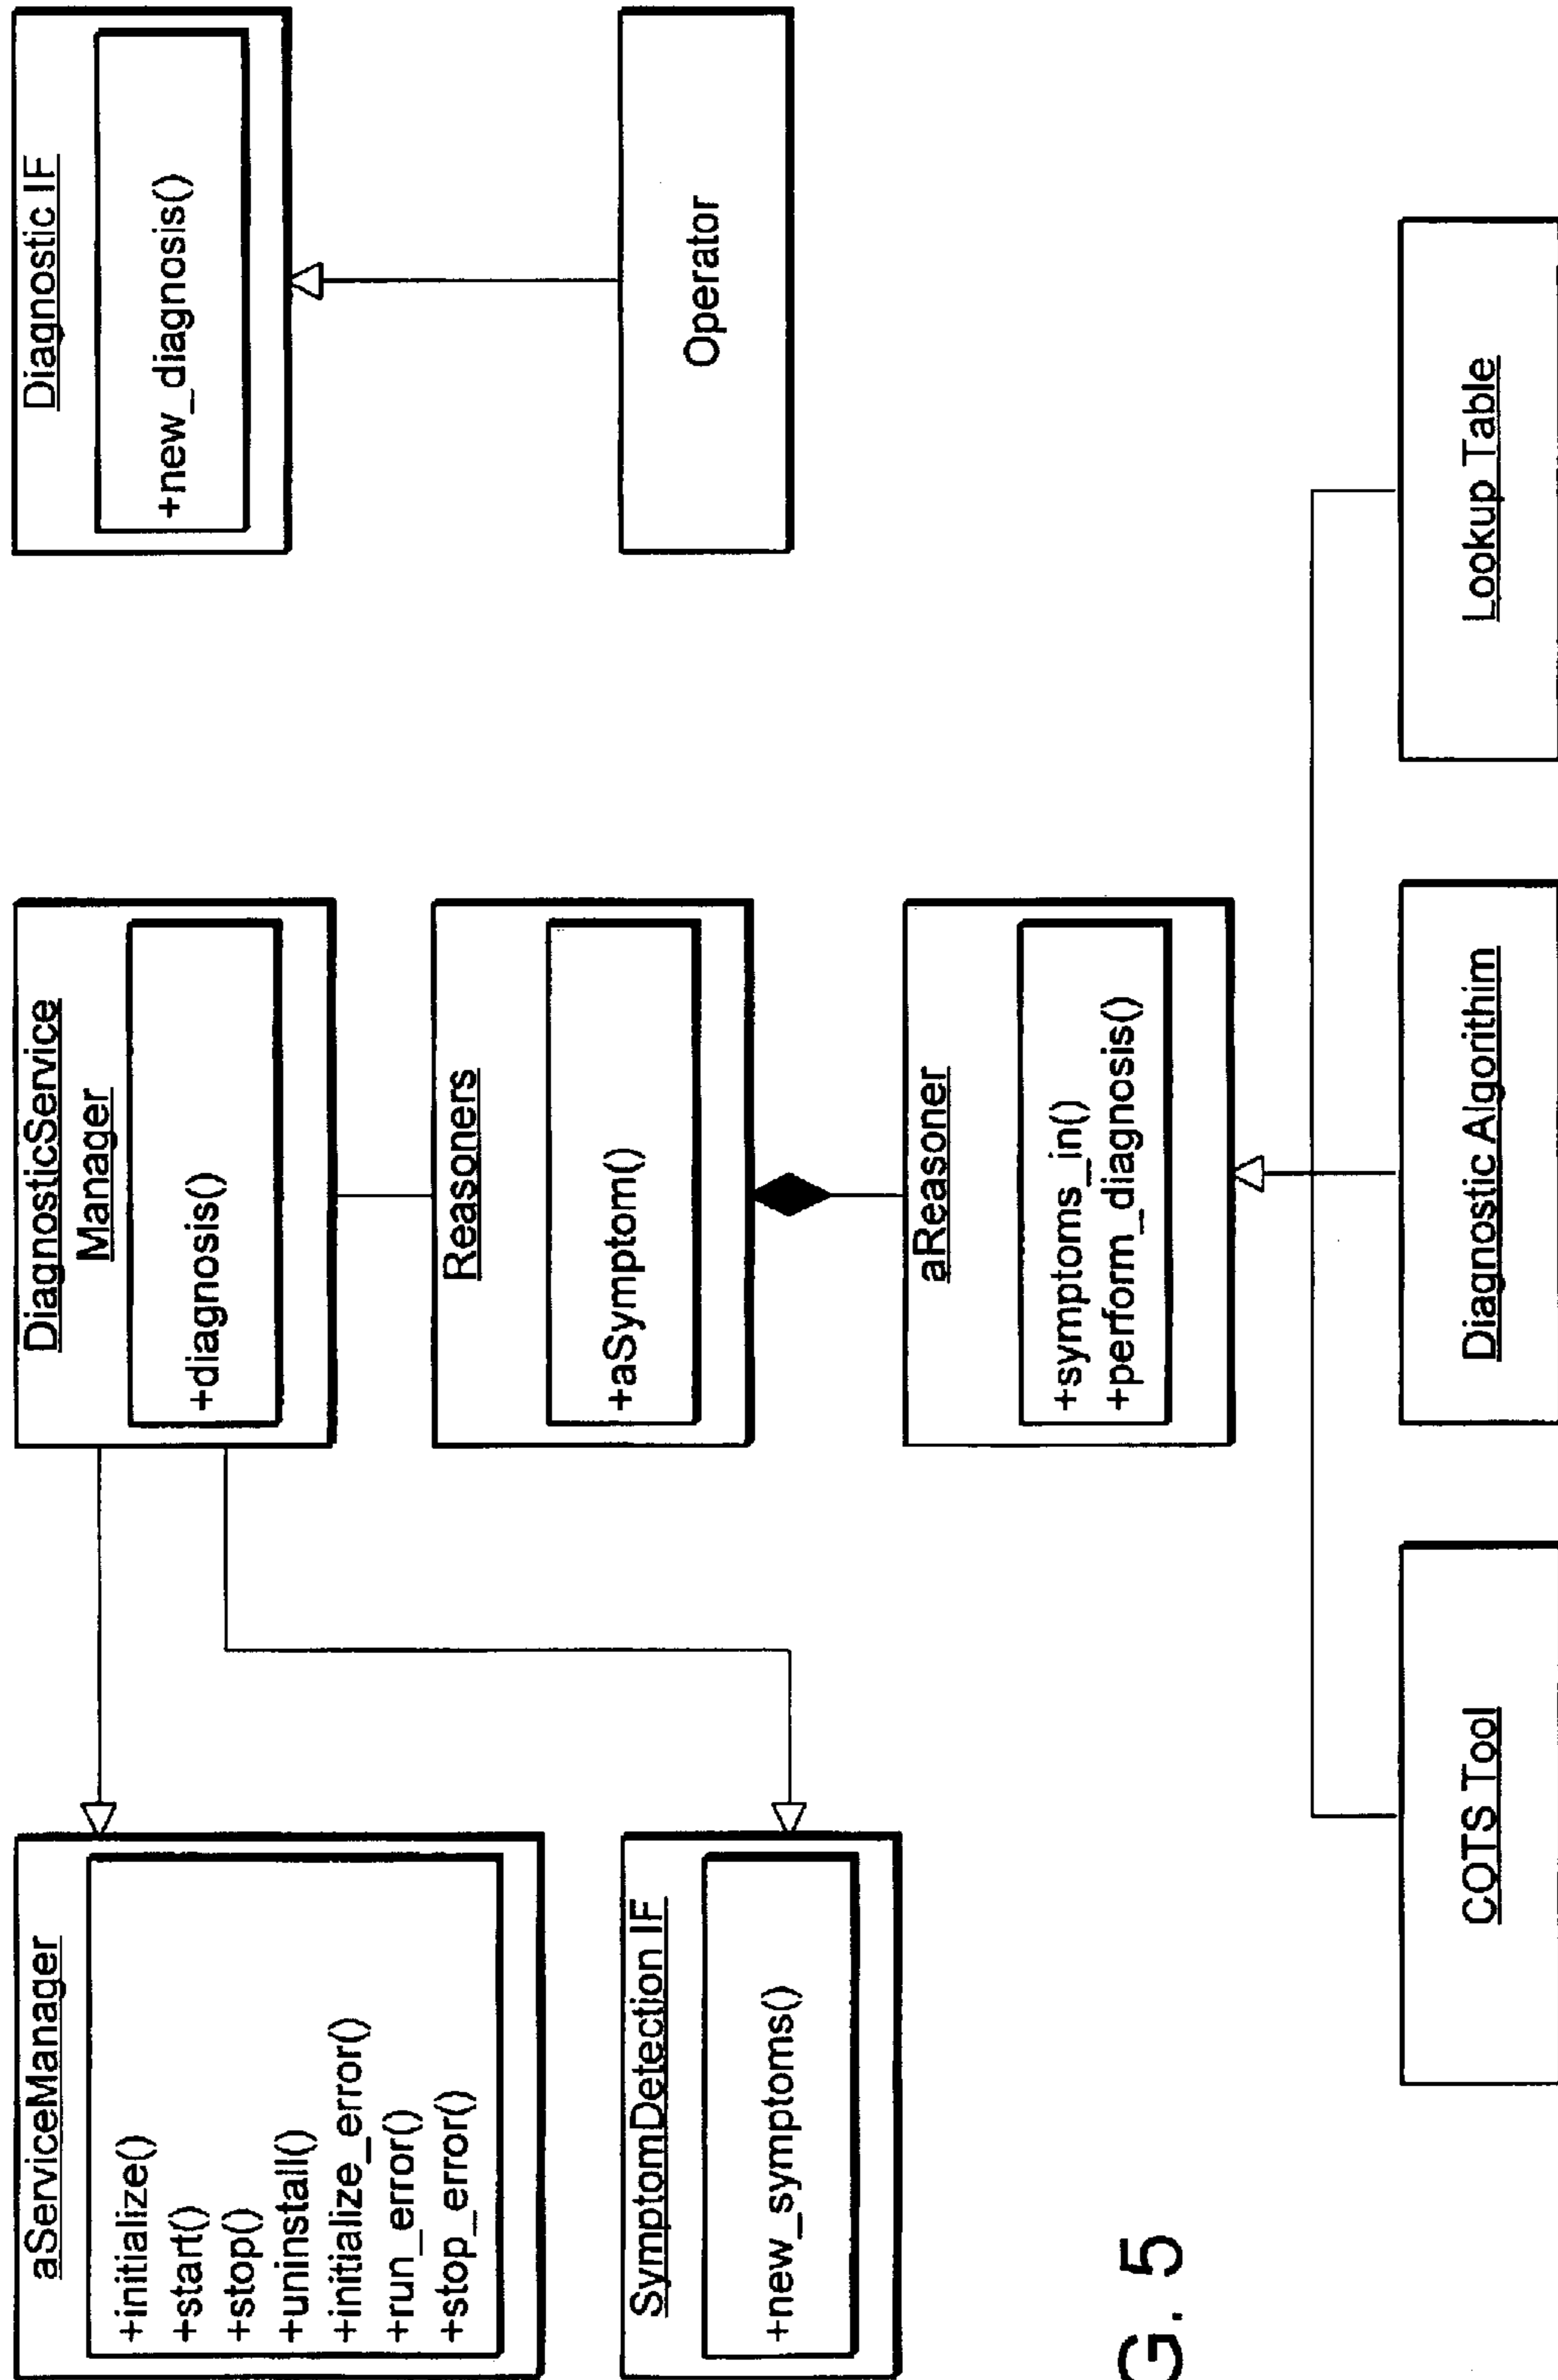 aServiceManager
+initialize()
+start()
+stop()
+uninstall()
+initialize_error()
+run_error()
+stop_error()
SymptomDetection IF
+new_symptoms()
DiagnosticService
Manager
+diagnosis()
Reasoners
+aSymptom()
aReasoner
+symptoms_in()
+perform_diagnosis()
Diagnostic IF
+new_diagnosis()
Operator
COTS Tool
Diagnostic Algorithim
Lookup Table
G. 5